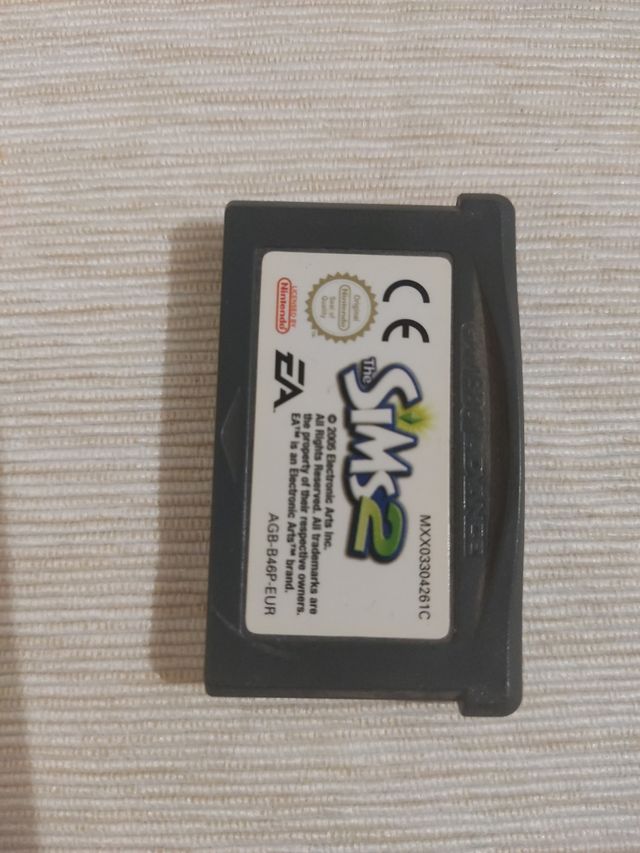 GAME BOY ADVANCE
CE
MXX03304261C
The
SiMS 2
Original
Nintendo
Seal of
Quality
TM
LICENSED BY
Nintendo
EA™
© 2005 Electronic Arts Inc.
All Rights Reserved. All trademarks are
the property of their respective owners.
EA™ is an Electronic Arts™ brand.
AGB-B46P-EUR